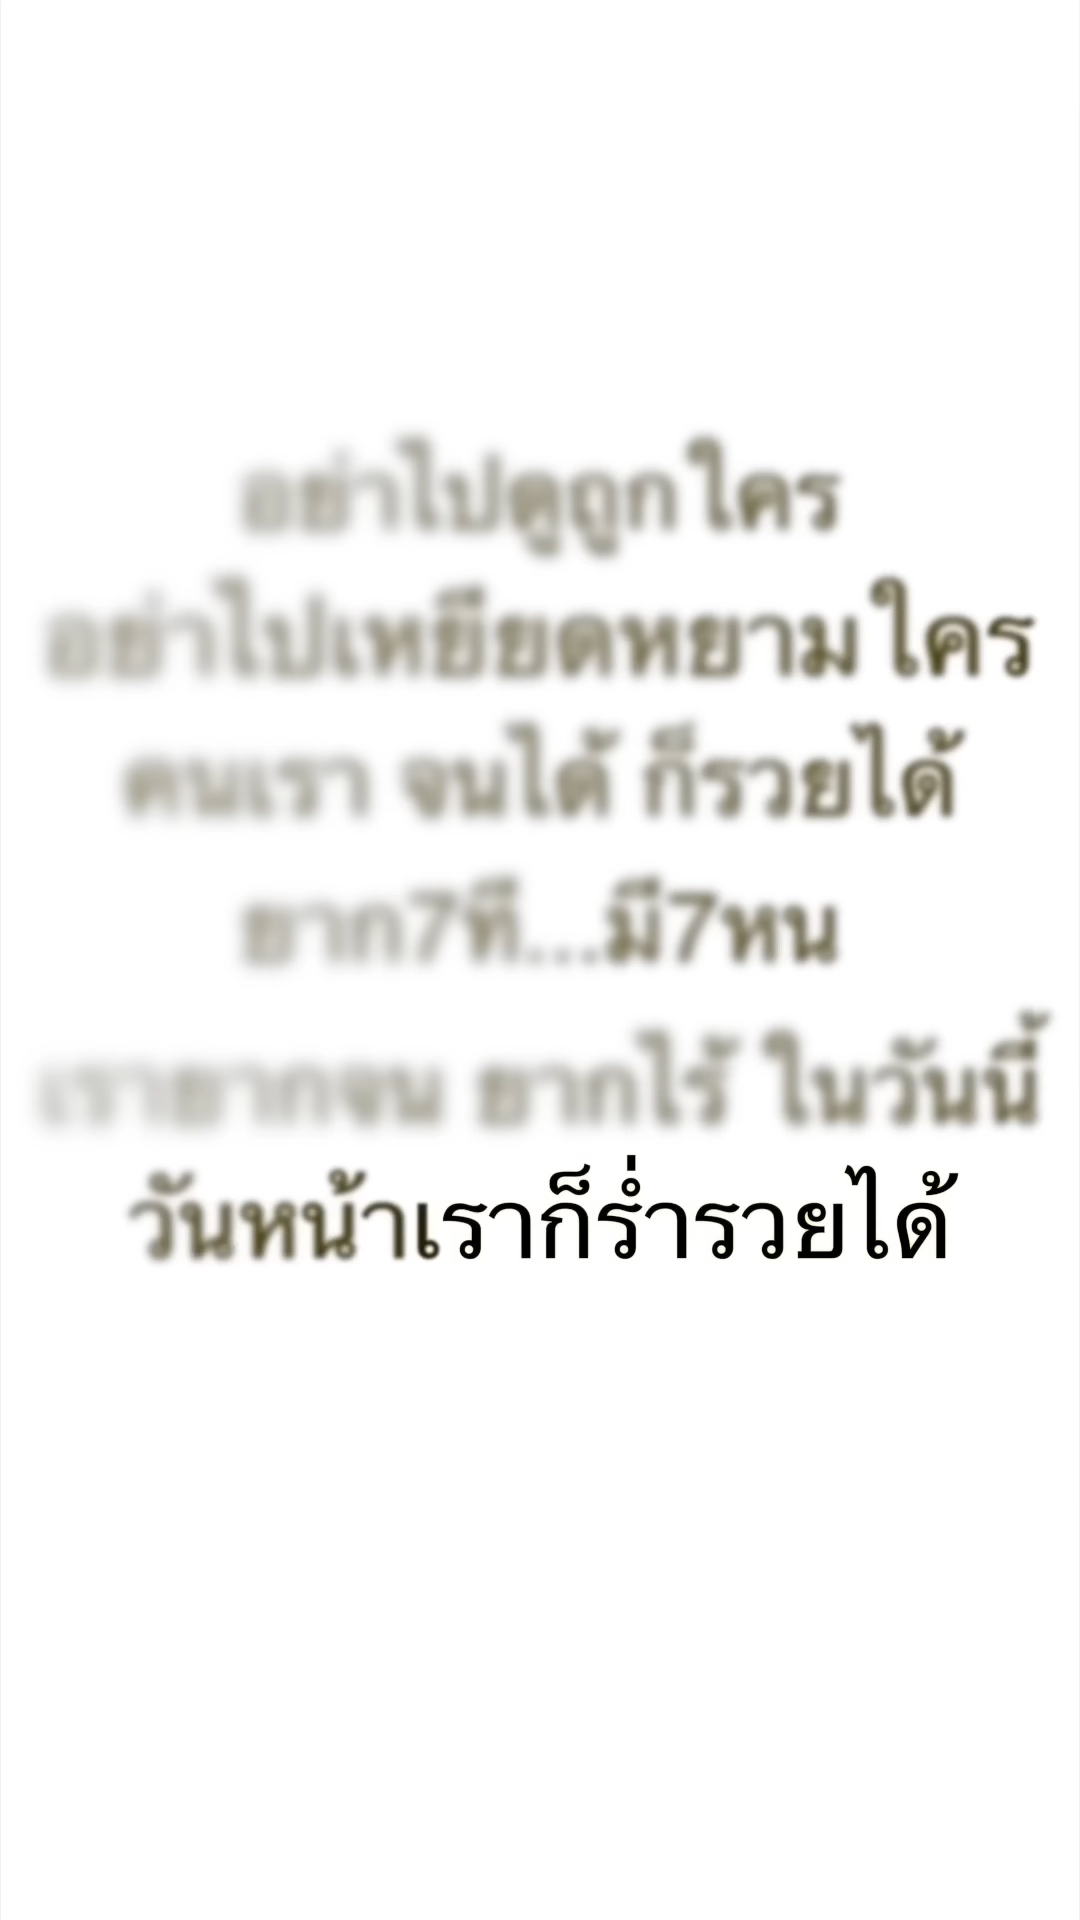 อย่าไปดูถูกใคร
อย่าไปเหยียดหยามใคร
คนเรา จนได้ ก็รวยได้
ยาก7ที...มี7หน
เรายากจน ยากไร้ ในวันนี้
วันหน้าเราก็ร่ำรวยได้